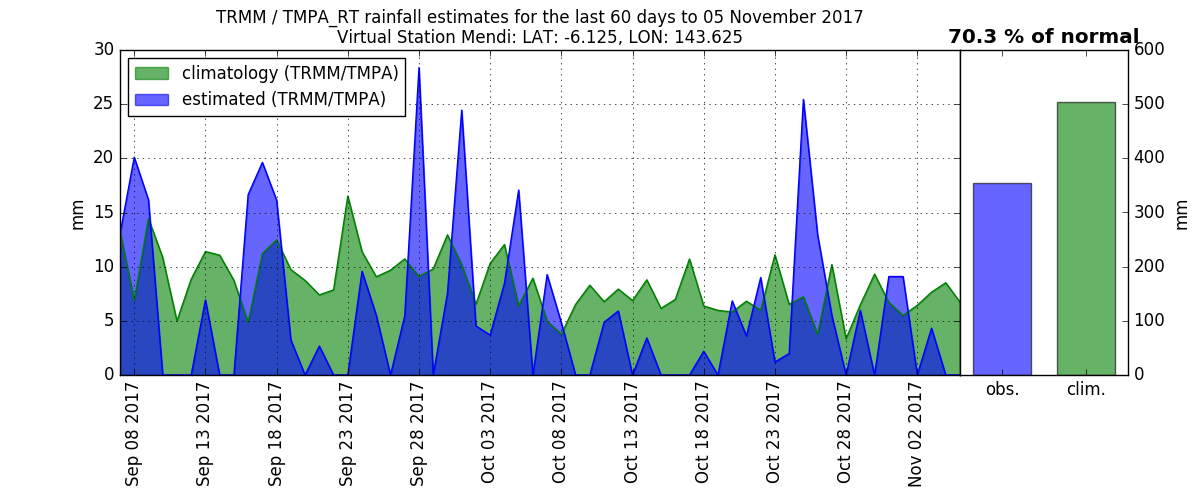 TRMM / TMPA_RT rainfall estimates for the last 60 days to 05 November 2017
Virtual Station Mendi: LAT: -6.125, LON: 143.625
70.3 % of normal
climatology (TRMM/TMPA)
estimated (TRMM/TMPA)
mm
30
25
20
15
10
5
0
Sep 08 2017
Sep 13 2017
Sep 18 2017
Sep 23 2017
Sep 28 2017
Oct 03 2017
Oct 08 2017
Oct 13 2017
Oct 18 2017
Oct 23 2017
Oct 28 2017
Nov 02 2017
obs.
clim.
600
500
400
300
200
100
0
mm